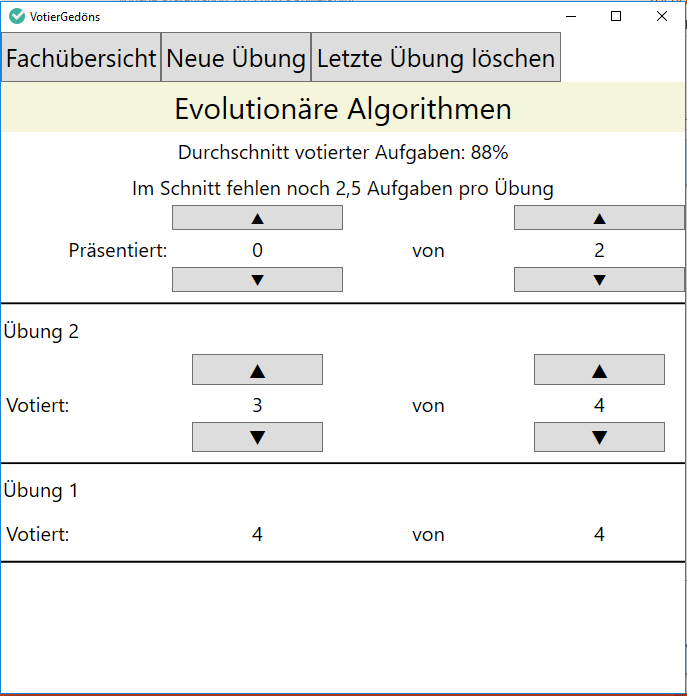 VotierGedöns
Fachübersicht Neue Übung Letzte Übung löschen
Evolutionäre Algorithmen
Durchschnitt votierter Aufgaben: 88%
Im Schnitt fehlen noch 2,5 Aufgaben pro Übung
▲ ▲
Präsentiert: 0 von 2
▼ ▼
Übung 2
▲ ▲
Votiert: 3 von 4
▼ ▼
Übung 1
Votiert: 4 von 4